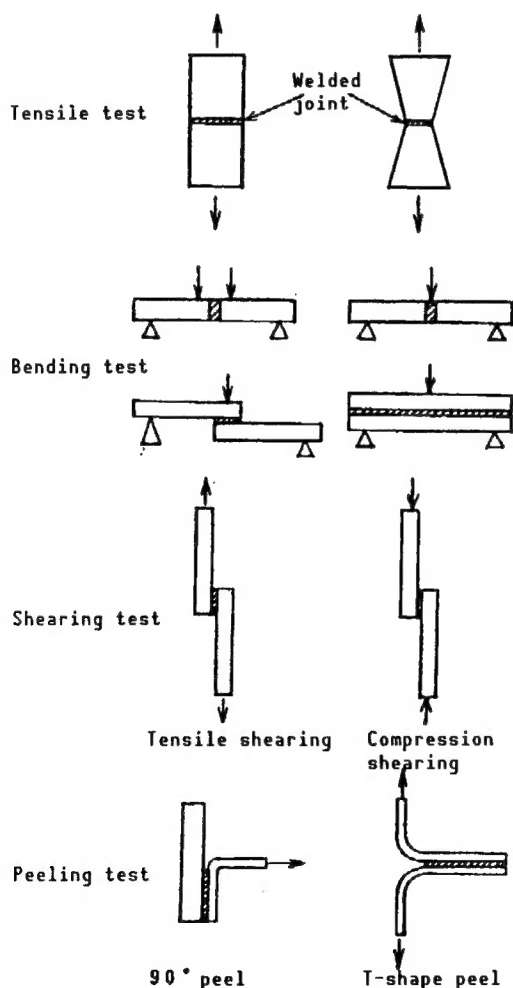 Tensile test
Welded
joint
Bending test
Shearing test
Tensile shearing
Compression
shearing
Peeling test
90° peel
T-shape peel